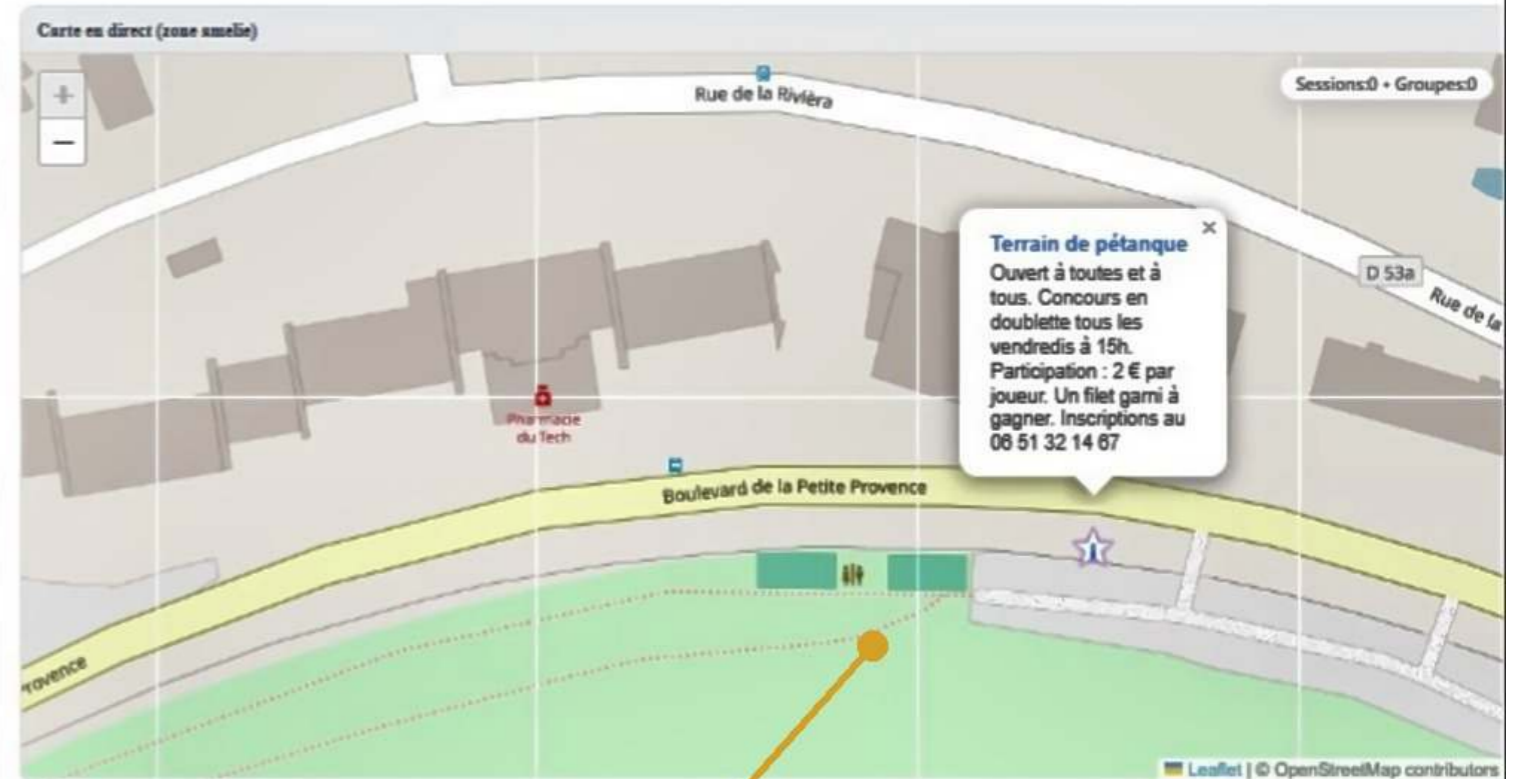 Carte en direct (zone amelie)
+
−
Rue de la Rivièra
Sessions:0 • Groupes:0
×
Terrain de pétanque
Ouvert à toutes et à
tous. Concours en
doublette tous les
vendredis à 15h.
Participation : 2 € par
joueur. Un filet garni à
gagner. Inscriptions au
06 51 32 14 67
D 53a
Rue de la
Pharmacie
du Tech
Boulevard de la Petite Provence
rovence
Leaflet | © OpenStreetMap contributors